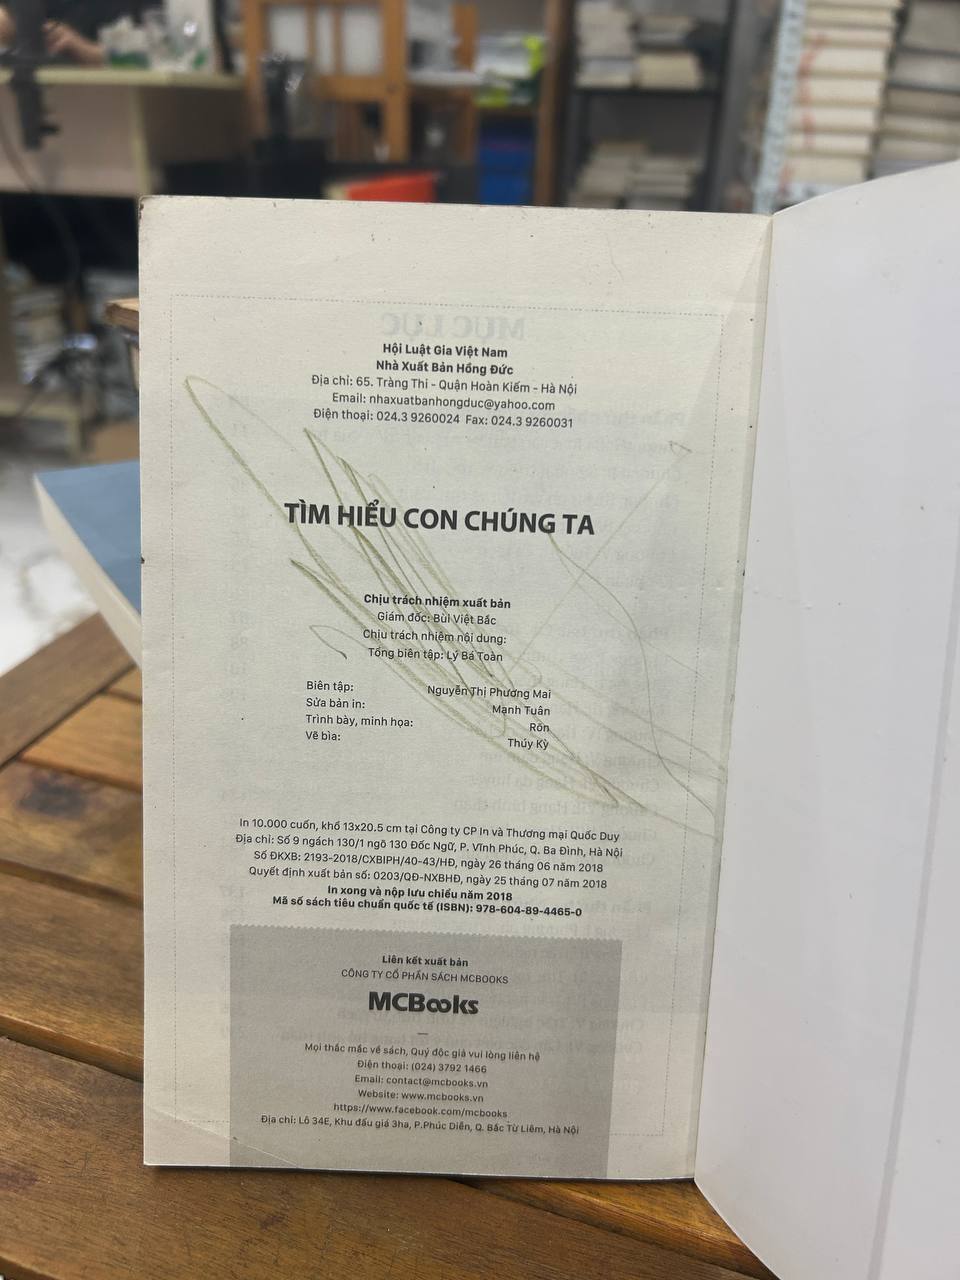 Hội Luật Gia Việt Nam
Nhà Xuất Bản Hồng Đức
Địa chỉ: 65. Tràng Thi - Quận Hoàn Kiếm - Hà Nội
Email: nhaxuatbanhongduc@yahoo.com
Điện thoại: 024.3 9260024 Fax: 024.3 9260031
TÌM HIỂU CON CHÚNG TA
Chịu trách nhiệm xuất bản
Giám đốc: Bùi Việt Bắc
Chịu trách nhiệm nội dung:
Tổng biên tập: Lý Bá Toàn
Biên tập: Nguyễn Thị Phương Mai
Sửa bản in: Mạnh Tuân
Trình bày, minh họa: Rôn
Vẽ bìa: Thúy Kỳ
In 10.000 cuốn, khổ 13x20.5 cm tại Công ty CP In và Thương mại Quốc Duy
Địa chỉ: Số 9 ngách 130/1 ngõ 130 Đốc Ngữ, P. Vĩnh Phúc, Q. Ba Đình, Hà Nội
Số ĐKXB: 2193-2018/CXBIPH/40-43/HĐ, ngày 26 tháng 06 năm 2018
Quyết định xuất bản số: 0203/QĐ-NXBHĐ, ngày 25 tháng 07 năm 2018
In xong và nộp lưu chiểu năm 2018
Mã số sách tiêu chuẩn quốc tế (ISBN): 978-604-89-4465-0
Liên kết xuất bản
CÔNG TY CỔ PHẦN SÁCH MCBOOKS
MCBooks
Mọi thắc mắc về sách, Quý độc giả vui lòng liên hệ
Điện thoại: (024) 3792 1466
Email: contact@mcbooks.vn
Website: www.mcbooks.vn
https://www.facebook.com/mcbooks
Địa chỉ: Lô 34E, Khu đấu giá 3ha, P.Phúc Diễn, Q. Bắc Từ Liêm, Hà Nội